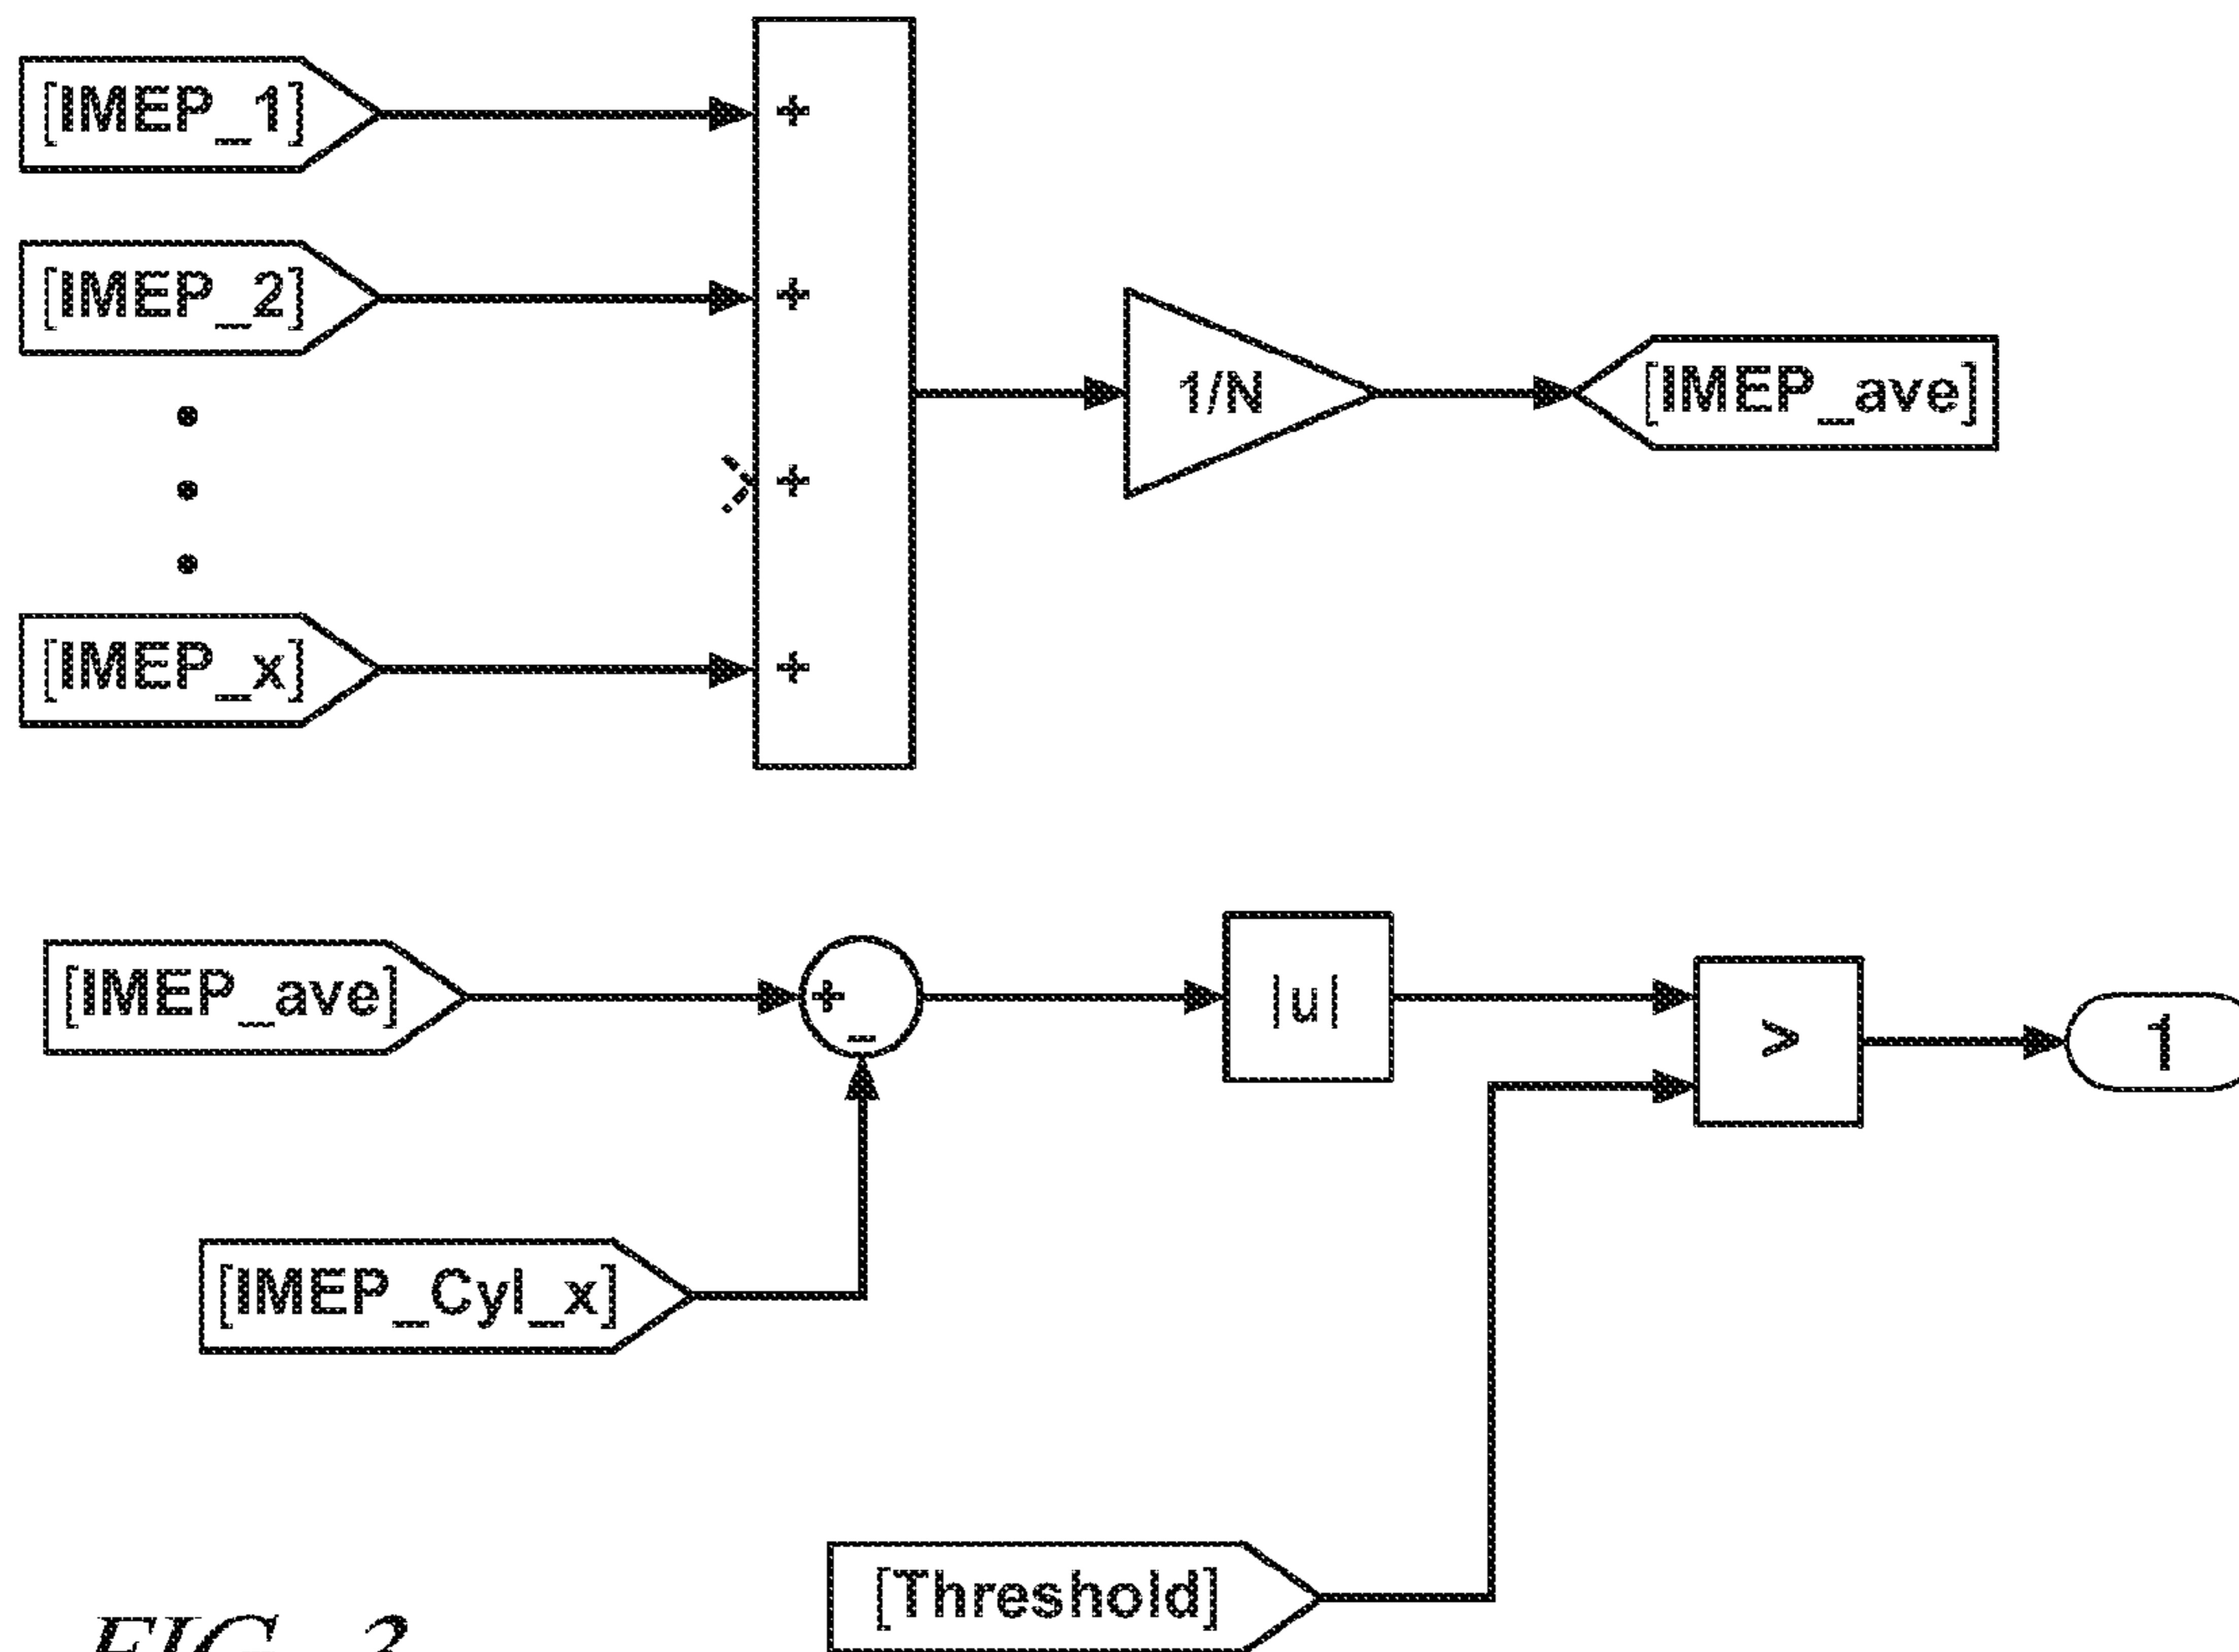 [IMEP_1]
+
[IMEP_2]
+
1/N
[IMEP_ave]
+
[IMEP_x]
+
[IMEP_ave]
+
-
|u|
>
1
[IMEP_Cyl_x]
[Threshold]